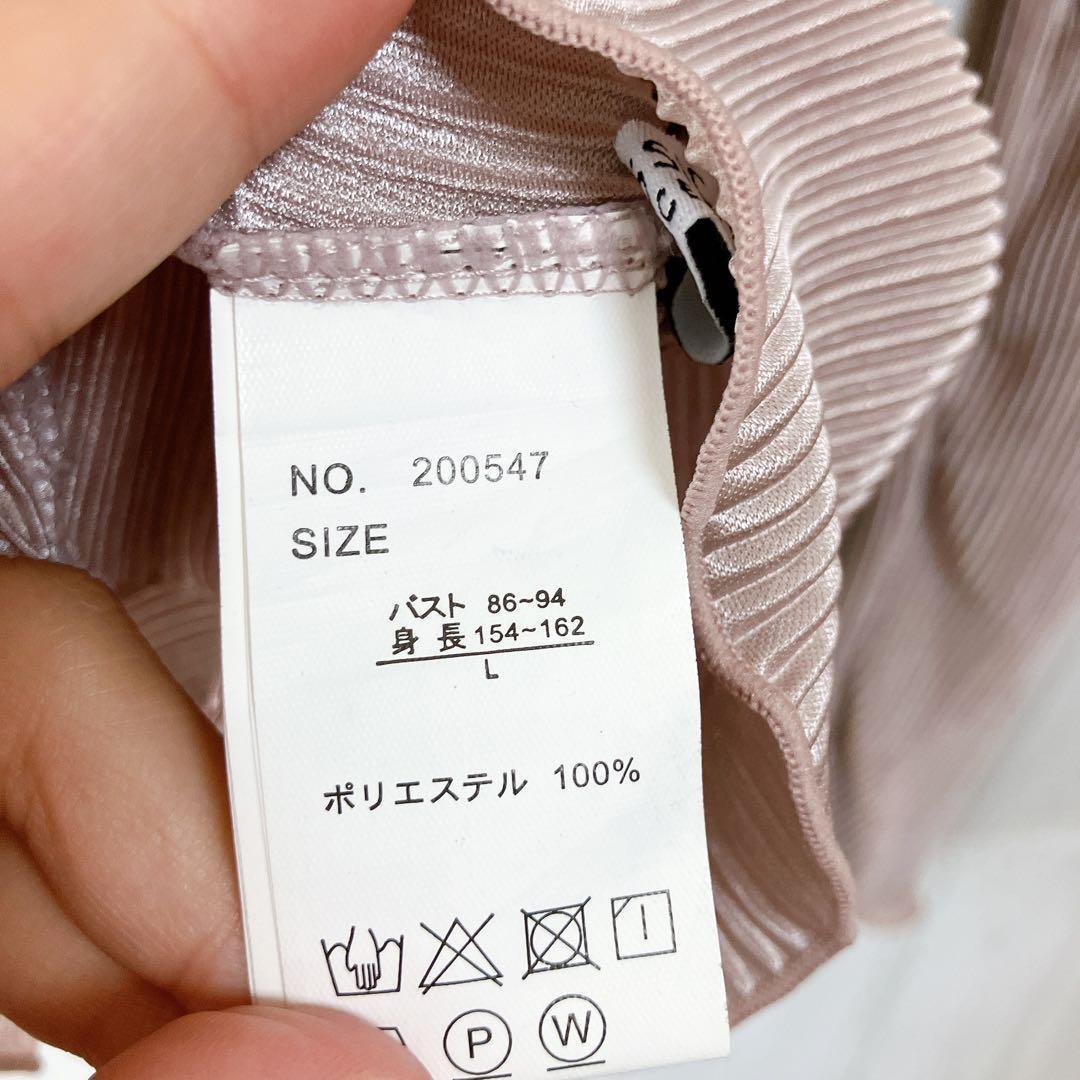 NO. 200547
SIZE
バスト 86~94
身 長 154~162
L
ポリエステル 100%
P W